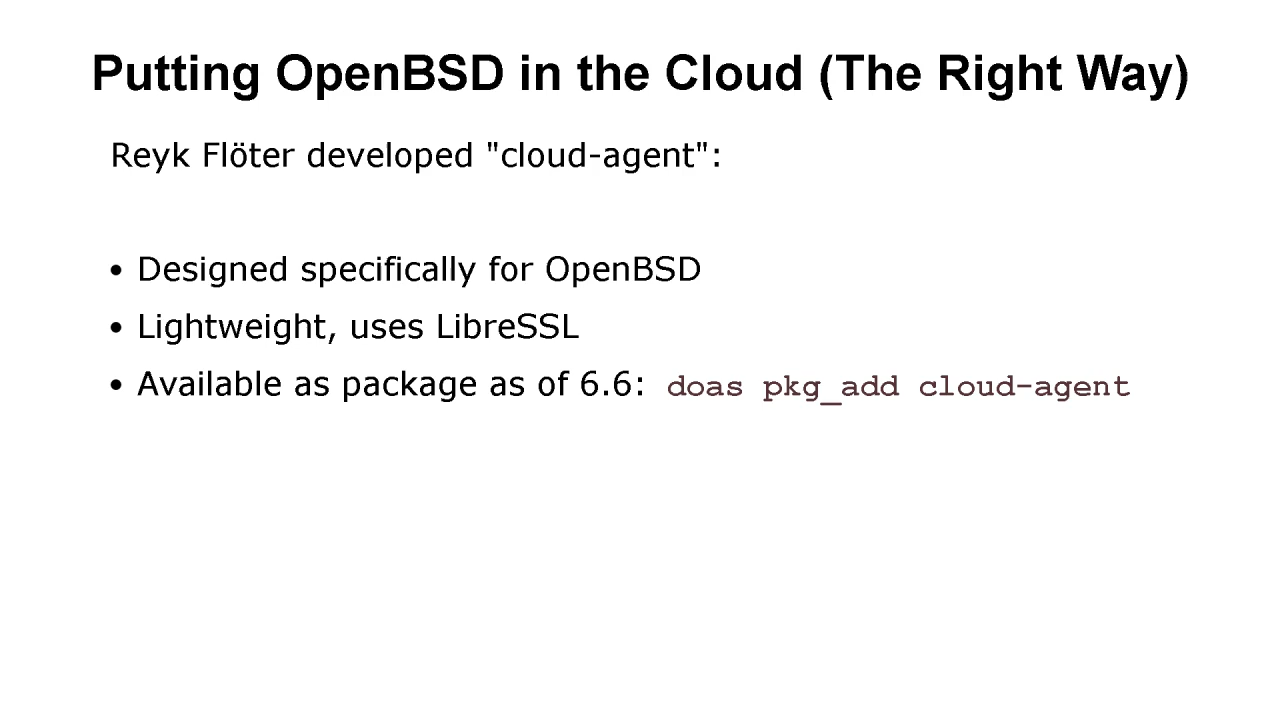 Putting OpenBSD in the Cloud (The Right Way)
Reyk Flöter developed "cloud-agent":
• Designed specifically for OpenBSD
• Lightweight, uses LibreSSL
• Available as package as of 6.6: doas pkg_add cloud-agent